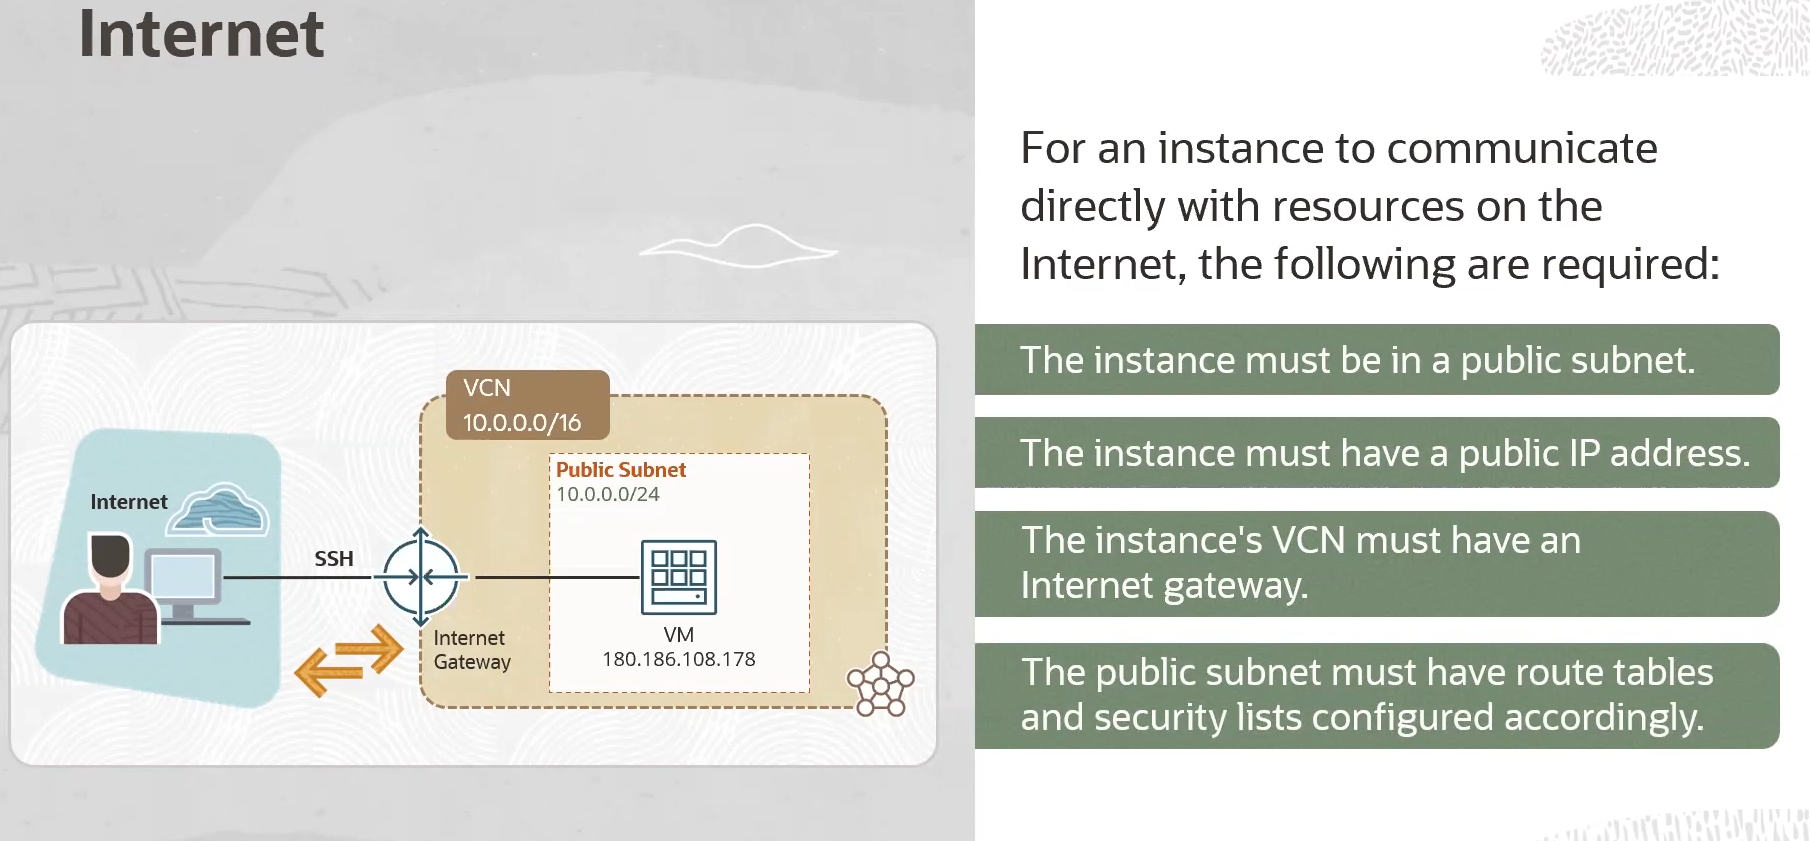 Internet
For an instance to communicate
directly with resources on the
Internet, the following are required:
The instance must be in a public subnet.
The instance must have a public IP address.
The instance's VCN must have an
Internet gateway.
The public subnet must have route tables
and security lists configured accordingly.
VCN
10.0.0.0/16
Public Subnet
10.0.0.0/24
Internet
SSH
Internet
Gateway
VM
180.186.108.178